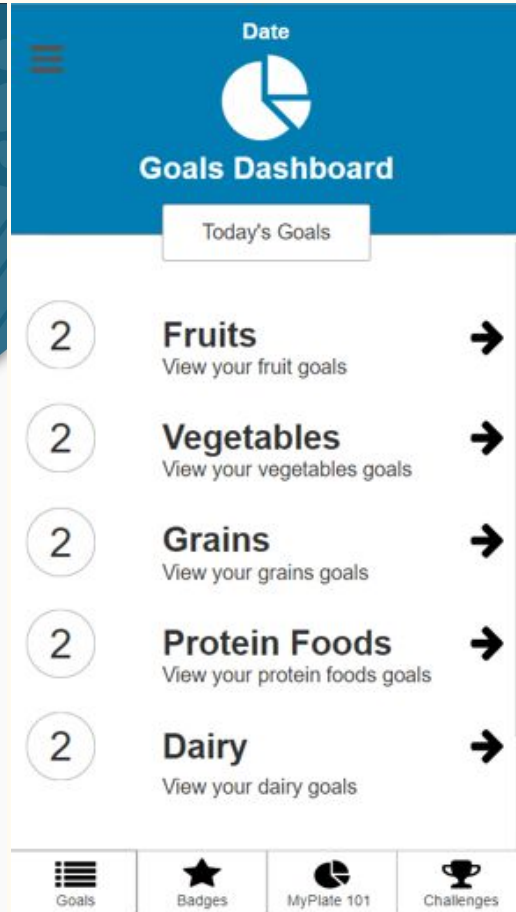 Date
Goals Dashboard
Today's Goals
2
Fruits
View your fruit goals
2
Vegetables
View your vegetables goals
2
Grains
View your grains goals
2
Protein Foods
View your protein foods goals
2
Dairy
View your dairy goals
Goals
Badges
MyPlate 101
Challenges